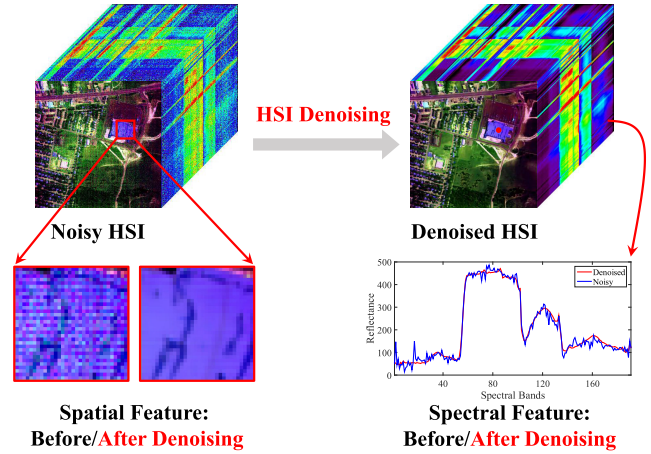 HSI Denoising
Noisy HSI
Denoised HSI
500
400
300
200
100
0
Reflectance
Denoised
Noisy
40
80
120
160
Spectral Bands
Spatial Feature:
Before/After Denoising
Spectral Feature:
Before/After Denoising